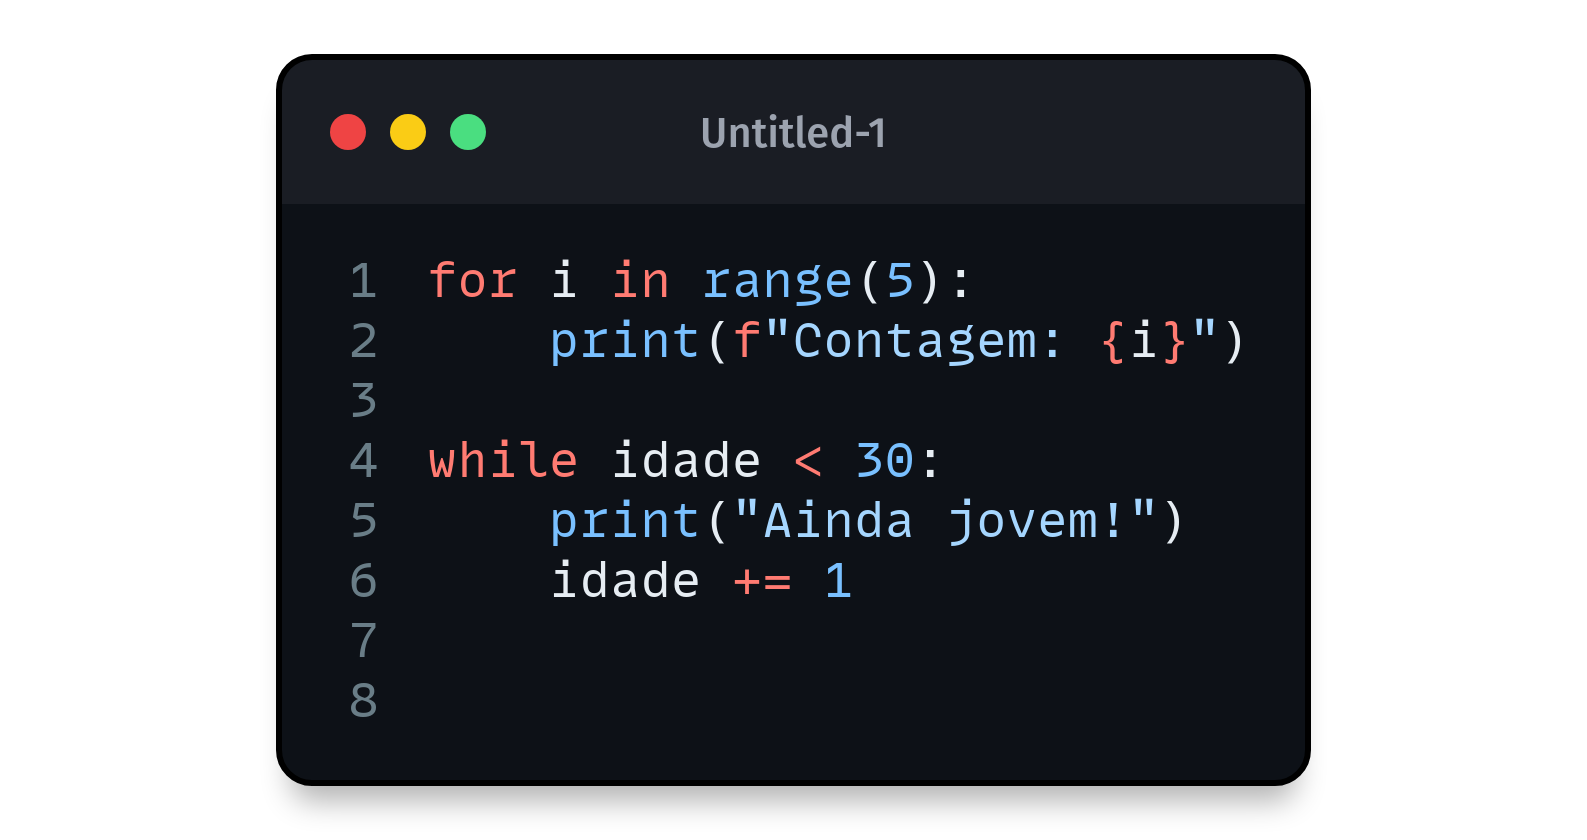 Untitled-1
1 for i in range(5):
2     print(f"Contagem: {i}")
3
4 while idade < 30:
5     print("Ainda jovem!")
6     idade += 1
7
8